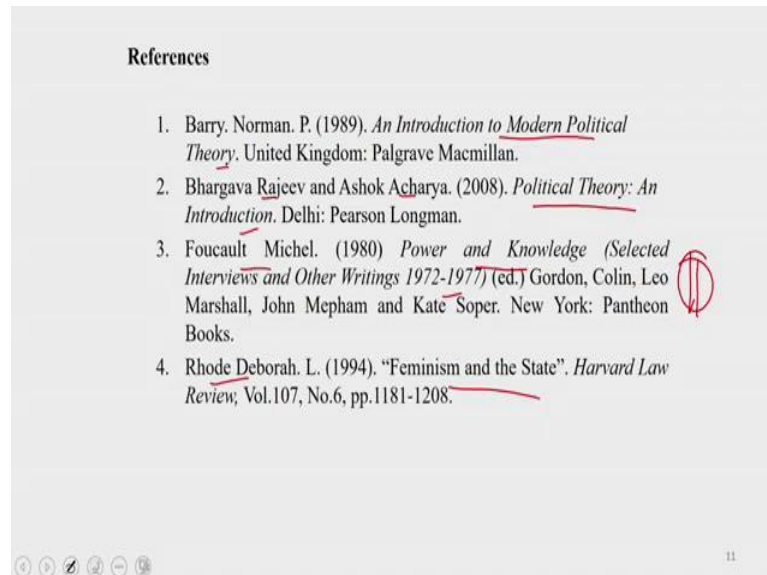 References
1. Barry. Norman. P. (1989). An Introduction to Modern Political
Theory. United Kingdom: Palgrave Macmillan.
2. Bhargava Rajeev and Ashok Acharya. (2008). Political Theory: An
Introduction. Delhi: Pearson Longman.
3. Foucault Michel. (1980) Power and Knowledge (Selected
Interviews and Other Writings 1972-1977) (ed.) Gordon, Colin, Leo
Marshall, John Mepham and Kate Soper. New York: Pantheon
Books.
4. Rhode Deborah. L. (1994). “Feminism and the State”. Harvard Law
Review, Vol.107, No.6, pp.1181-1208.
11